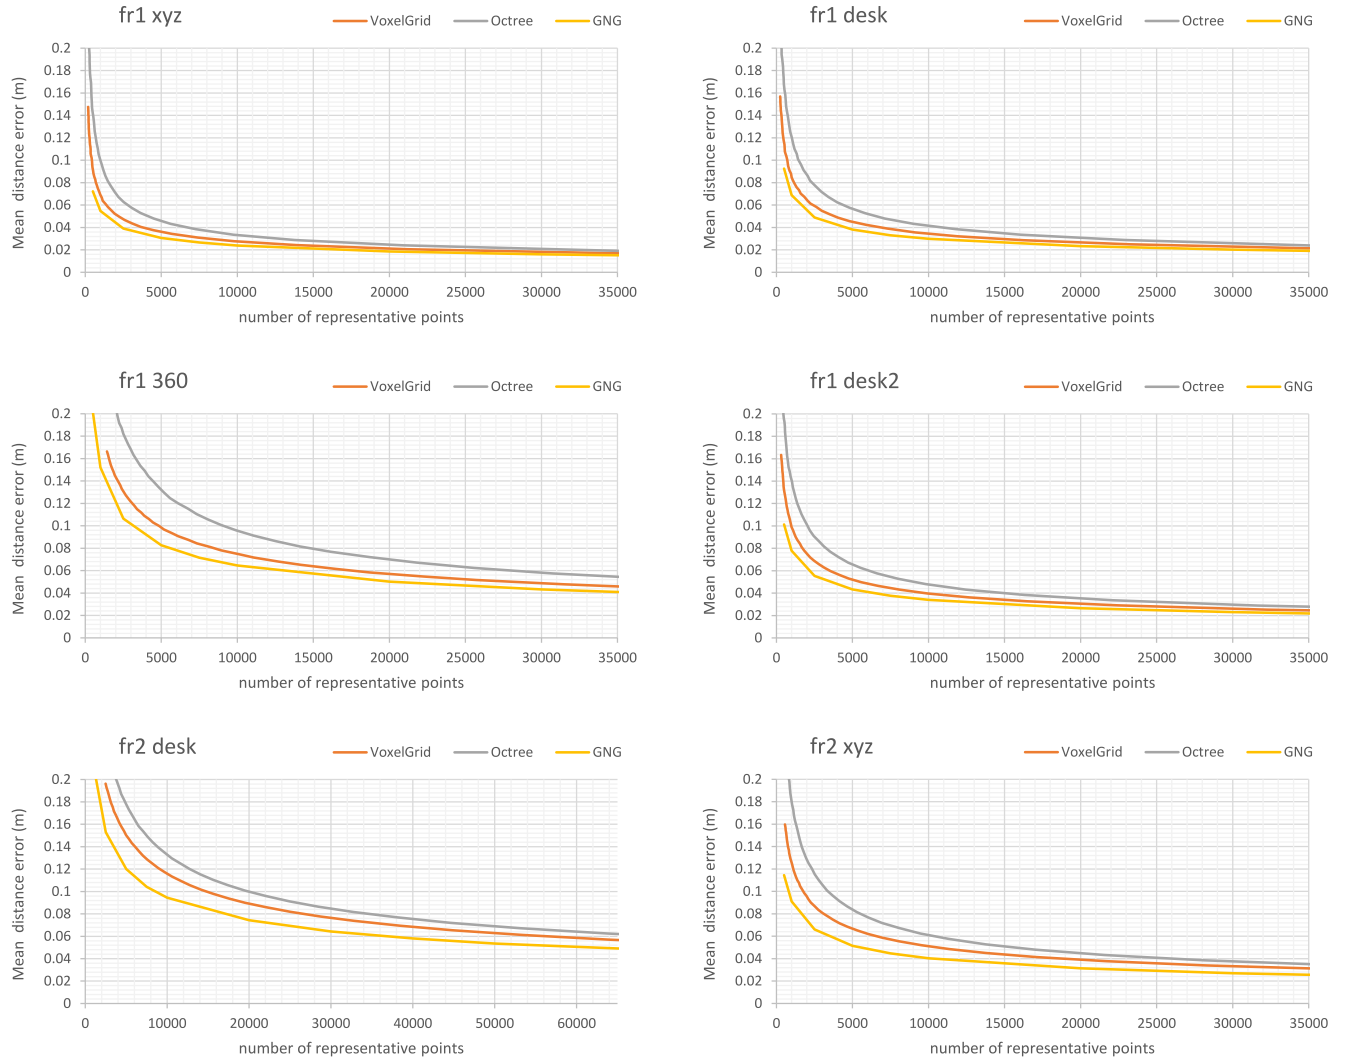 fr1 xyz
VoxelGrid Octree GNG
Mean distance error (m)
0.2
0.18
0.16
0.14
0.12
0.1
0.08
0.06
0.04
0.02
0
0 5000 10000 15000 20000 25000 30000 35000
number of representative points
fr1 desk
VoxelGrid Octree GNG
Mean distance error (m)
0.2
0.18
0.16
0.14
0.12
0.1
0.08
0.06
0.04
0.02
0
0 5000 10000 15000 20000 25000 30000 35000
number of representative points
fr1 360
VoxelGrid Octree GNG
Mean distance error (m)
0.2
0.18
0.16
0.14
0.12
0.1
0.08
0.06
0.04
0.02
0
0 5000 10000 15000 20000 25000 30000 35000
number of representative points
fr1 desk2
VoxelGrid Octree GNG
Mean distance error (m)
0.2
0.18
0.16
0.14
0.12
0.1
0.08
0.06
0.04
0.02
0
0 5000 10000 15000 20000 25000 30000 35000
number of representative points
fr2 desk
VoxelGrid Octree GNG
Mean distance error (m)
0.2
0.18
0.16
0.14
0.12
0.1
0.08
0.06
0.04
0.02
0
0 10000 20000 30000 40000 50000 60000
number of representative points
fr2 xyz
VoxelGrid Octree GNG
Mean distance error (m)
0.2
0.18
0.16
0.14
0.12
0.1
0.08
0.06
0.04
0.02
0
0 5000 10000 15000 20000 25000 30000 35000
number of representative points